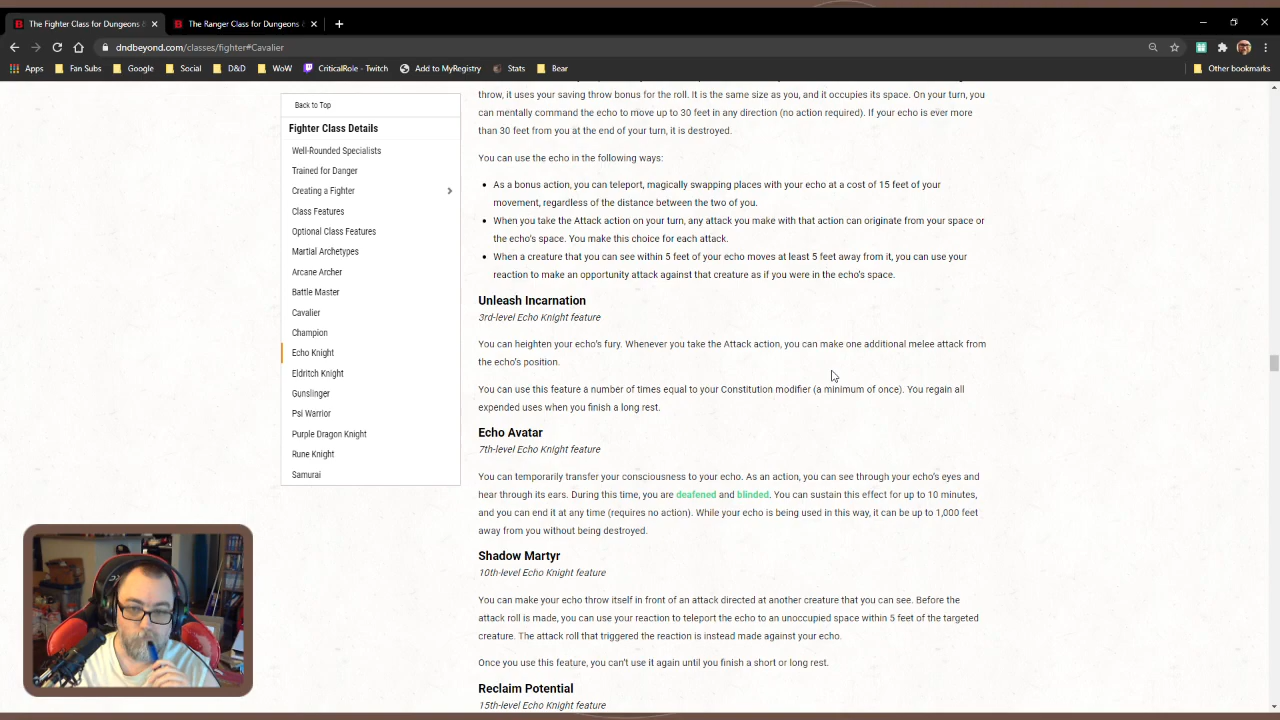 The Fighter Class for Dungeons &
The Ranger Class for Dungeons &
dndbeyond.com/classes/fighter#Cavalier
Apps Fan Subs Google Social D&D WoW CriticalRole - Twitch Add to MyRegistry Stats Bear Other bookmarks
Back to Top
Fighter Class Details
Well-Rounded Specialists
Trained for Danger
Creating a Fighter
Class Features
Optional Class Features
Martial Archetypes
Arcane Archer
Battle Master
Cavalier
Champion
Echo Knight
Eldritch Knight
Gunslinger
Psi Warrior
Purple Dragon Knight
Rune Knight
Samurai
throw, it uses your saving throw bonus for the roll. It is the same size as you, and it occupies its space. On your turn, you
can mentally command the echo to move up to 30 feet in any direction (no action required). If your echo is ever more
than 30 feet from you at the end of your turn, it is destroyed.
You can use the echo in the following ways:
• As a bonus action, you can teleport, magically swapping places with your echo at a cost of 15 feet of your
movement, regardless of the distance between the two of you.
• When you take the Attack action on your turn, any attack you make with that action can originate from your space or
the echo's space. You make this choice for each attack.
• When a creature that you can see within 5 feet of your echo moves at least 5 feet away from it, you can use your
reaction to make an opportunity attack against that creature as if you were in the echo's space.
Unleash Incarnation
3rd-level Echo Knight feature
You can heighten your echo's fury. Whenever you take the Attack action, you can make one additional melee attack from
the echo's position.
You can use this feature a number of times equal to your Constitution modifier (a minimum of once). You regain all
expended uses when you finish a long rest.
Echo Avatar
7th-level Echo Knight feature
You can temporarily transfer your consciousness to your echo. As an action, you can see through your echo's eyes and
hear through its ears. During this time, you are deafened and blinded. You can sustain this effect for up to 10 minutes,
and you can end it at any time (requires no action). While your echo is being used in this way, it can be up to 1,000 feet
away from you without being destroyed.
Shadow Martyr
10th-level Echo Knight feature
You can make your echo throw itself in front of an attack directed at another creature that you can see. Before the
attack roll is made, you can use your reaction to teleport the echo to an unoccupied space within 5 feet of the targeted
creature. The attack roll that triggered the reaction is instead made against your echo.
Once you use this feature, you can't use it again until you finish a short or long rest.
Reclaim Potential
15th-level Echo Knight feature